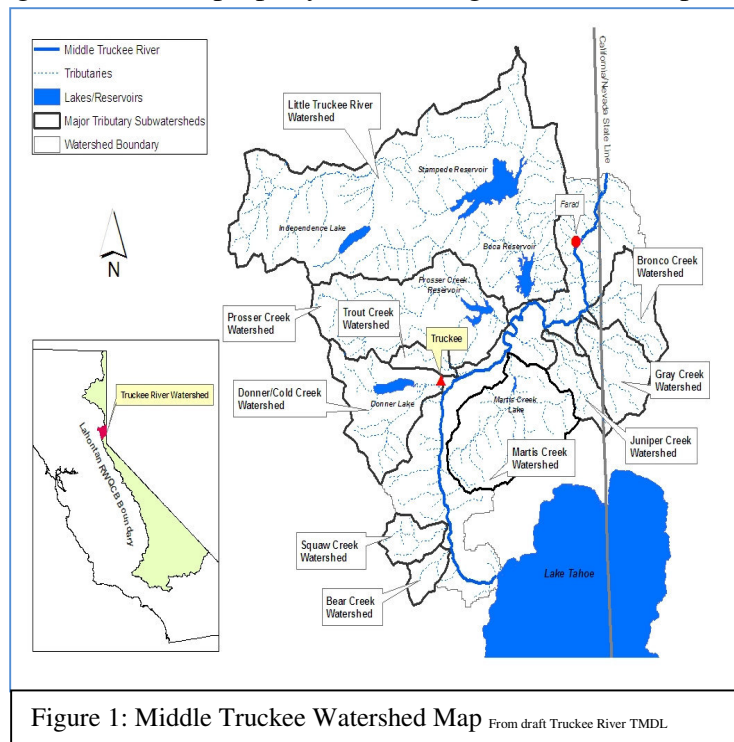 Middle Truckee River
Tributaries
Lakes/Reservoirs
Major Tributary Subwatersheds
Watershed Boundary
N
California/Nevada State Line
Little Truckee River
Watershed
Stampede Reservoir
Farad
Independence Lake
Boca Reservoir
Bronco Creek
Watershed
Prosser Creek
Reservoir
Prosser Creek
Watershed
Trout Creek
Watershed
Truckee
Gray Creek
Watershed
Donner/Cold Creek
Watershed
Donner Lake
Martis Creek
Lake
Juniper Creek
Watershed
Martis Creek
Watershed
Truckee River Watershed
Lahontan RWQCB Boundary
Squaw Creek
Watershed
Bear Creek
Watershed
Lake Tahoe
Figure 1: Middle Truckee Watershed Map From draft Truckee River TMDL